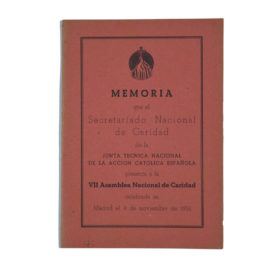 MEMORIA
que el
Secretariado Nacional
de Caridad
de la
JUNTA TECNICA NACIONAL
DE LA ACCION CATOLICA ESPAÑOLA
presenta a la
VII Asamblea Nacional de Caridad
celebrada en
Madrid el 4 de noviembre de